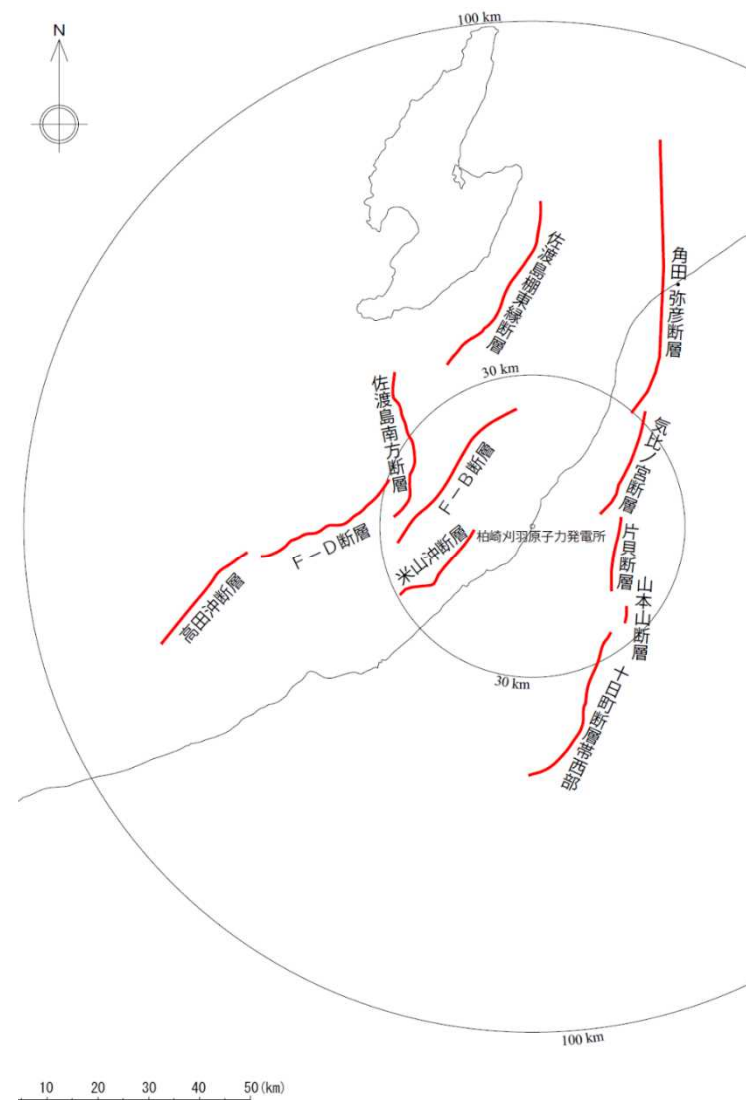 100 km
N
佐渡島棚東縁断層
角田・弥彦断層
30 km
佐渡島南方断層
F－B断層
気比ノ宮断層
柏崎刈羽原子力発電所
片貝断層
F－D断層
米山沖断層
山本山断層
高田沖断層
30 km
十日町断層帯西部
100 km
10 20 30 40 50(km)